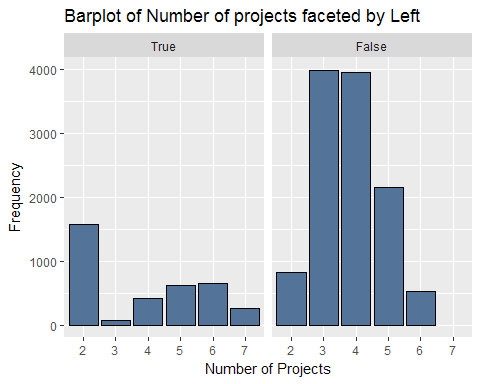 Barplot of Number of projects faceted by Left
True False
4000
3000
2000
1000
0
Frequency
2 3 4 5 6 7 2 3 4 5 6 7
Number of Projects